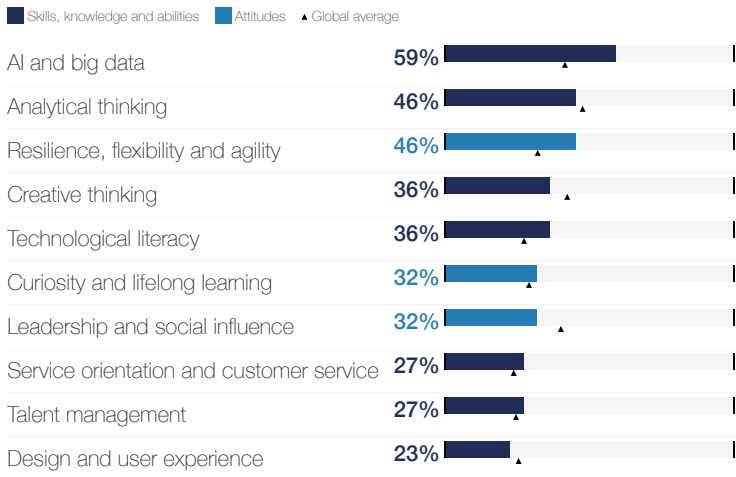 Skills, knowledge and abilities Attitudes Global average
AI and big data 59%
Analytical thinking 46%
Resilience, flexibility and agility 46%
Creative thinking 36%
Technological literacy 36%
Curiosity and lifelong learning 32%
Leadership and social influence 32%
Service orientation and customer service 27%
Talent management 27%
Design and user experience 23%